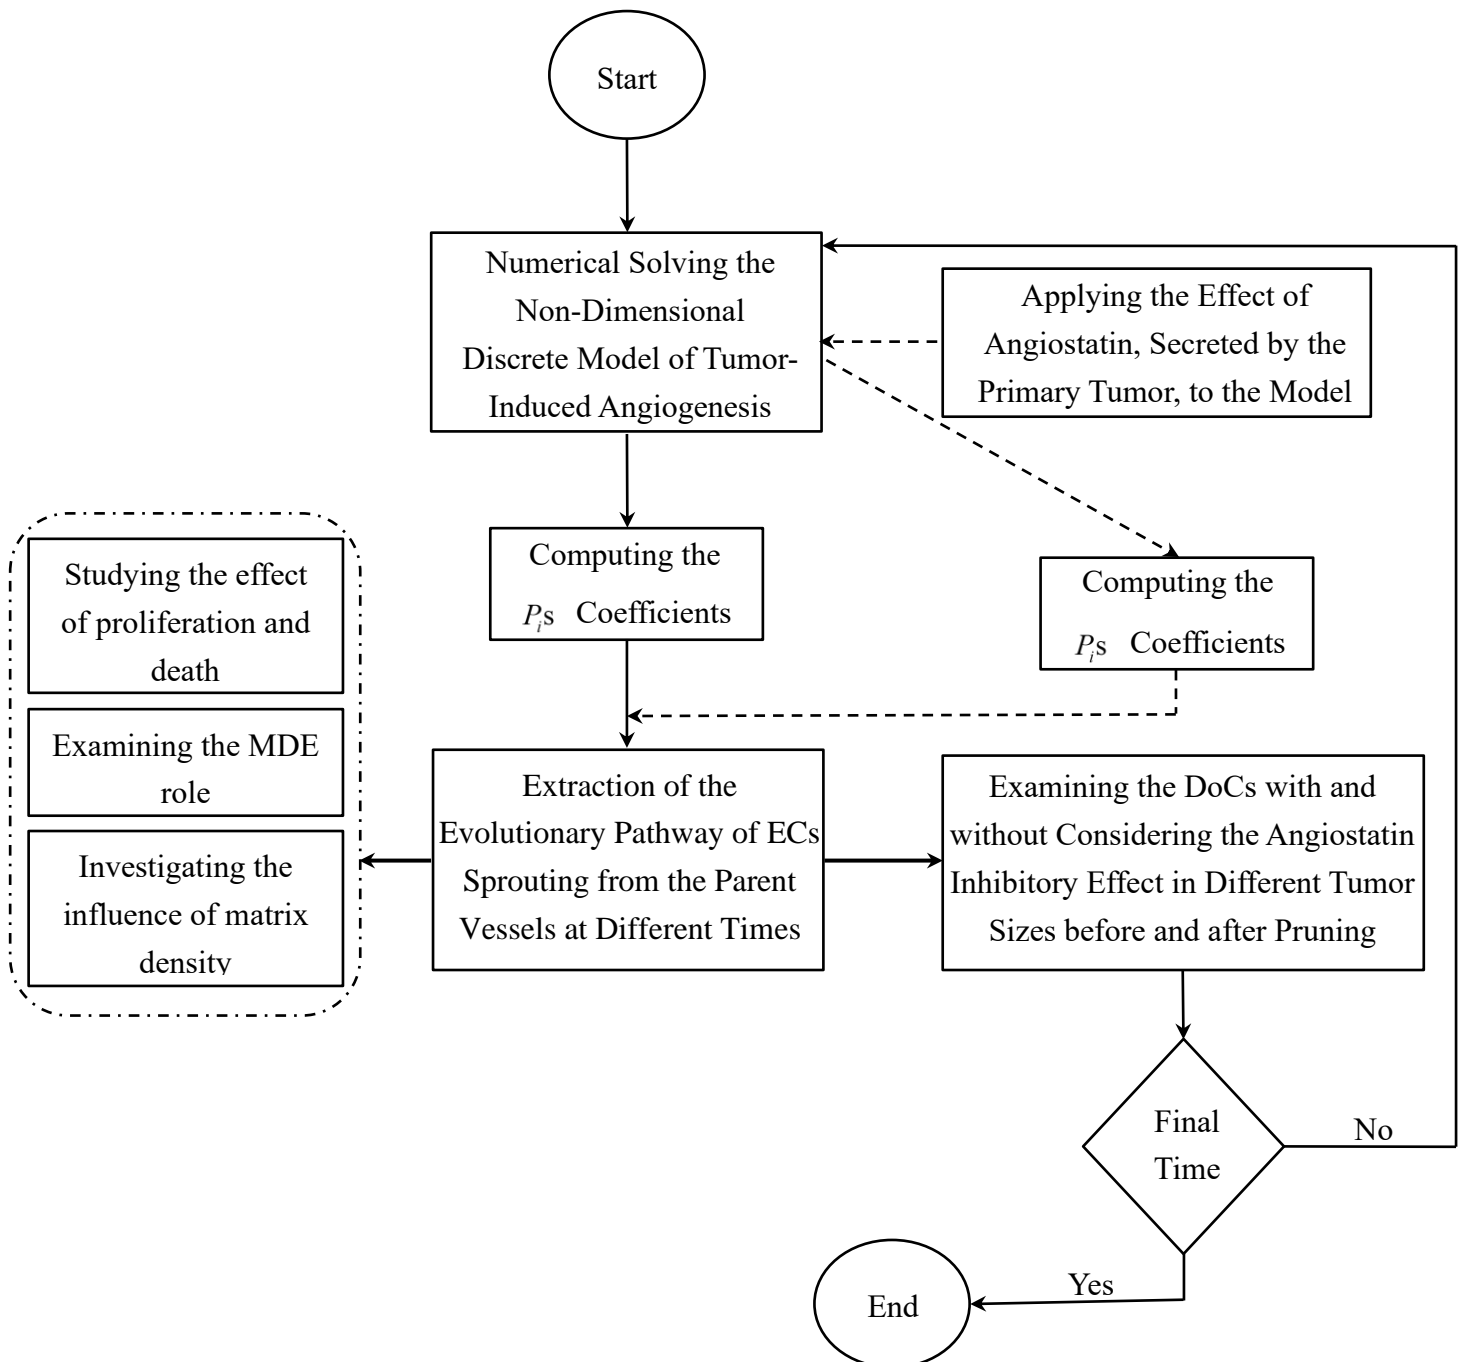 Start
Numerical Solving the
Non-Dimensional
Discrete Model of Tumor-
Induced Angiogenesis
Applying the Effect of
Angiostatin, Secreted by the
Primary Tumor, to the Model
Computing the
Pᵢs Coefficients
Computing the
Pᵢs Coefficients
Studying the effect
of proliferation and
death
Examining the MDE
role
Investigating the
influence of matrix
density
Extraction of the
Evolutionary Pathway of ECs
Sprouting from the Parent
Vessels at Different Times
Examining the DoCs with and
without Considering the Angiostatin
Inhibitory Effect in Different Tumor
Sizes before and after Pruning
Final
Time
No
Yes
End